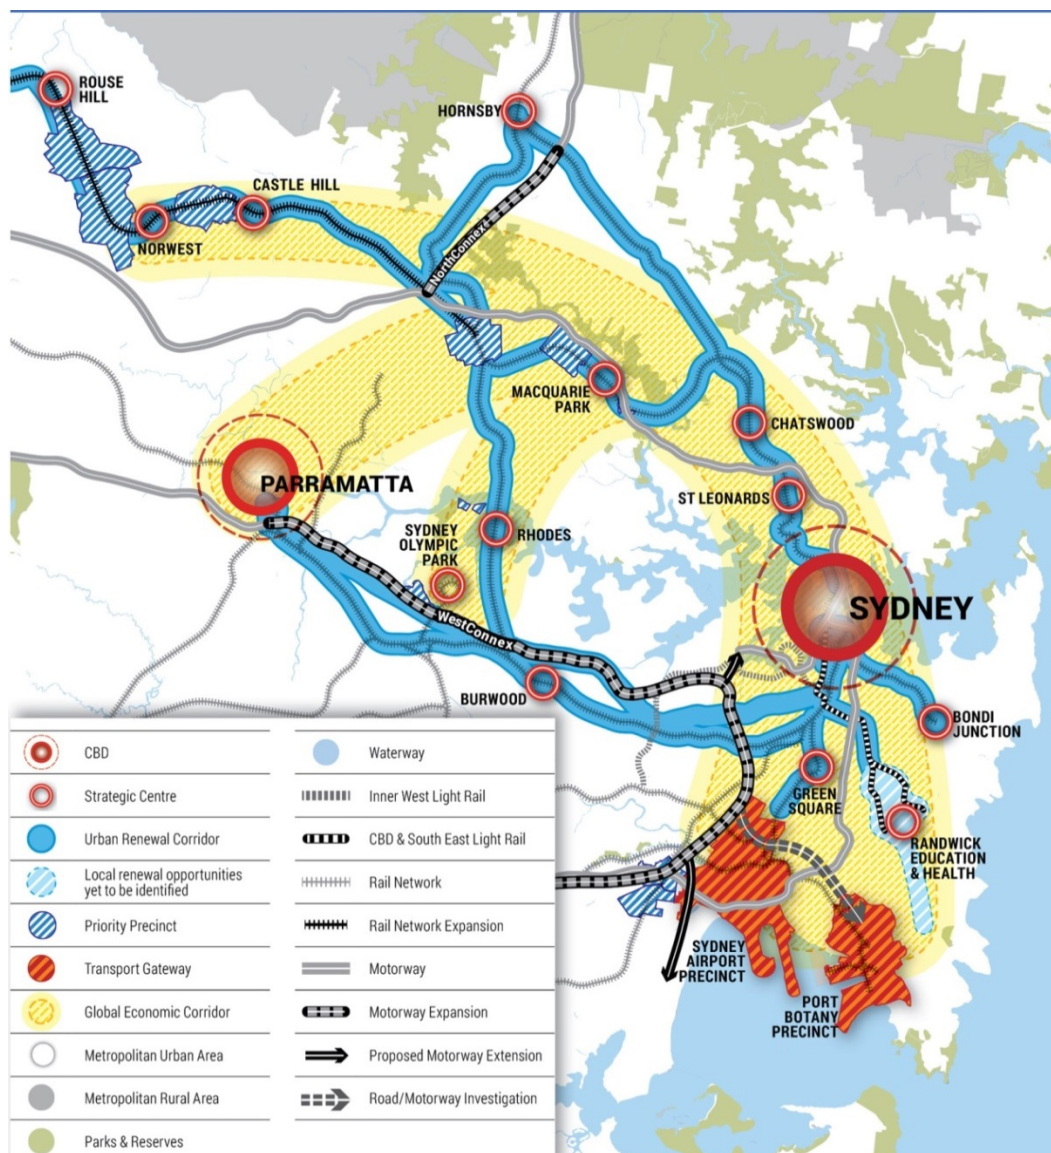 ROUSE
HILL
HORNSBY
CASTLE HILL
NORWEST
NorthConnex
MACQUARIE
PARK
CHATSWOOD
PARRAMATTA
ST LEONARDS
SYDNEY
OLYMPIC
PARK
RHODES
SYDNEY
WestConnex
BURWOOD
BONDI
JUNCTION
GREEN
SQUARE
RANDWICK
EDUCATION
& HEALTH
SYDNEY
AIRPORT
PRECINCT
PORT
BOTANY
PRECINCT
CBD
Strategic Centre
Urban Renewal Corridor
Local renewal opportunities
yet to be identified
Priority Precinct
Transport Gateway
Global Economic Corridor
Metropolitan Urban Area
Metropolitan Rural Area
Parks & Reserves
Waterway
Inner West Light Rail
CBD & South East Light Rail
Rail Network
Rail Network Expansion
Motorway
Motorway Expansion
Proposed Motorway Extension
Road/Motorway Investigation